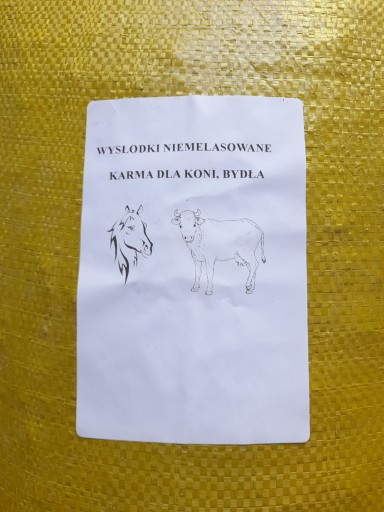 WYSŁODKI NIEMELASOWANE
KARMA DLA KONI, BYDŁA